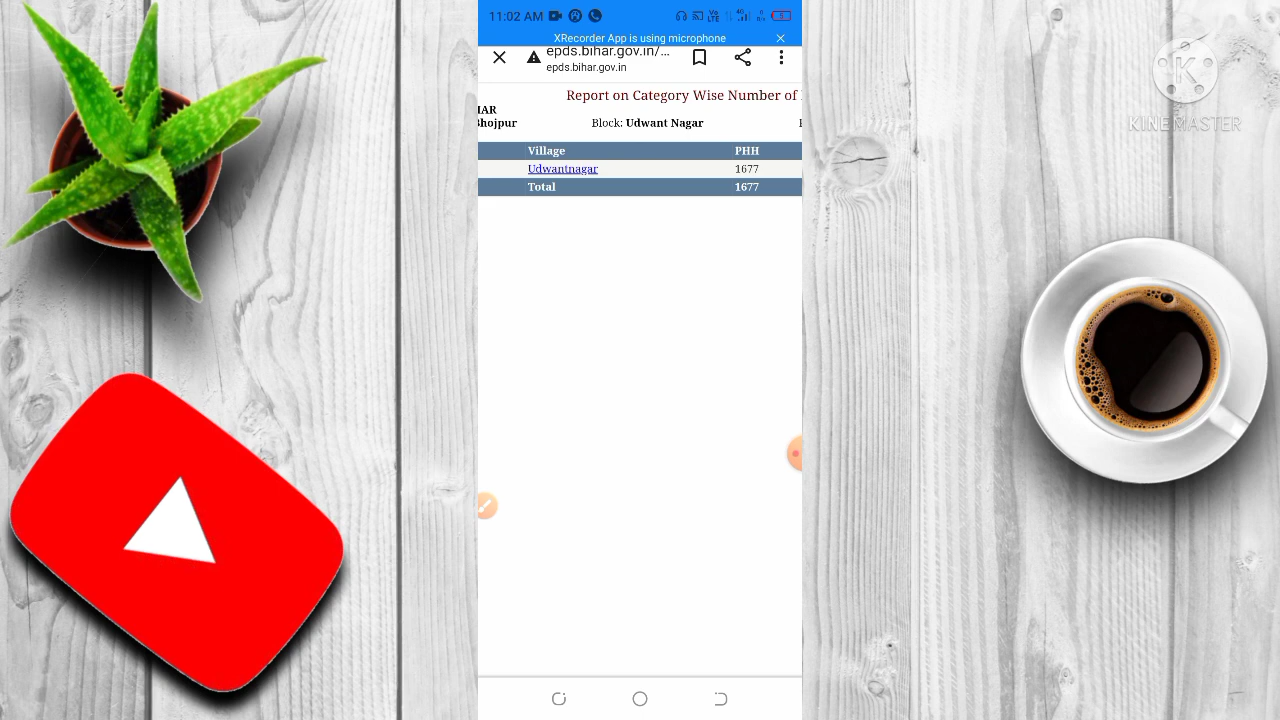 11:02 AM
XRecorder App is using microphone
epds.bihar.gov.in/...
epds.bihar.gov.in
Report on Category Wise Number of
Block: Udwant Nagar
Village PHH
Udwantnagar 1677
Total 1677
KINEMASTER